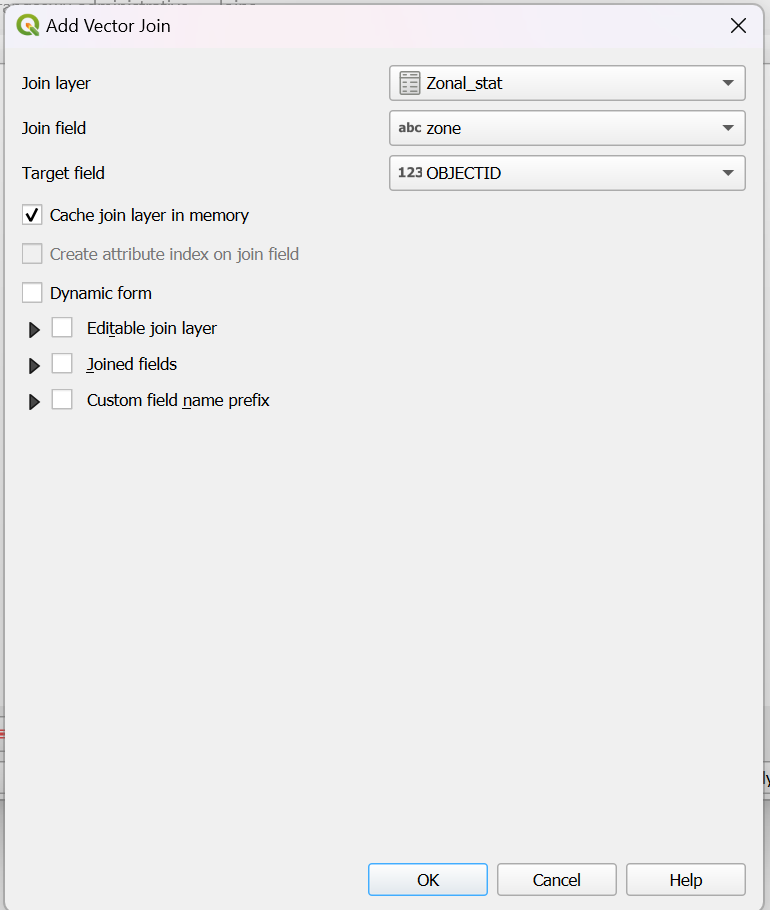 Add Vector Join
Join layer
Zonal_stat
Join field
abc zone
Target field
123 OBJECTID
Cache join layer in memory
Create attribute index on join field
Dynamic form
Editable join layer
Joined fields
Custom field name prefix
OK
Cancel
Help